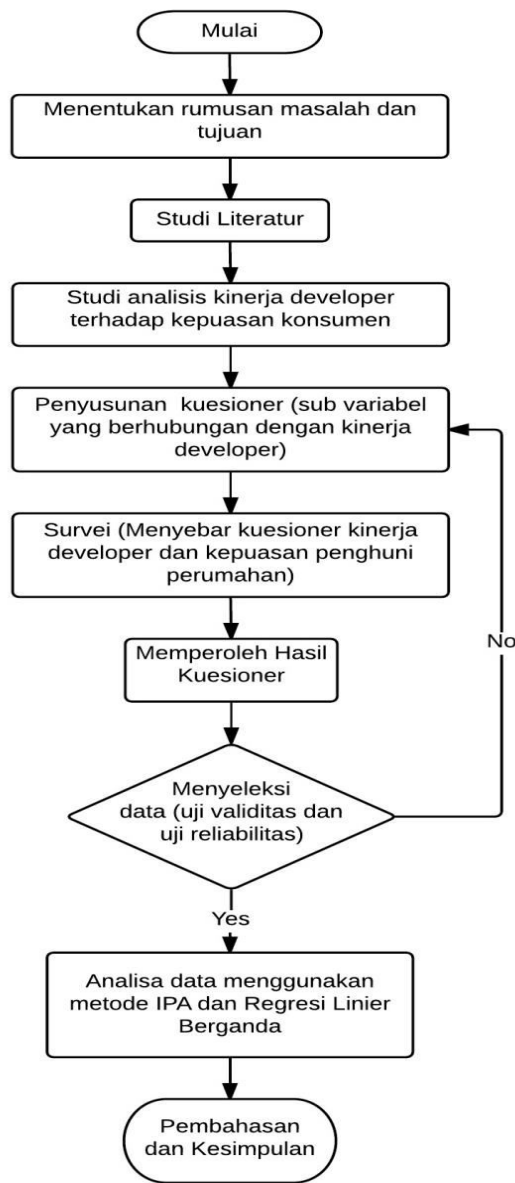 Mulai
Menentukan rumusan masalah dan
tujuan
Studi Literatur
Studi analisis kinerja developer
terhadap kepuasan konsumen
Penyusunan kuesioner (sub variabel
yang berhubungan dengan kinerja
developer)
Survei (Menyebar kuesioner kinerja
developer dan kepuasan penghuni
perumahan)
No
Memperoleh Hasil
Kuesioner
Menyeleksi
data (uji validitas dan
uji reliabilitas)
Yes
Analisa data menggunakan
metode IPA dan Regresi Linier
Berganda
Pembahasan
dan Kesimpulan